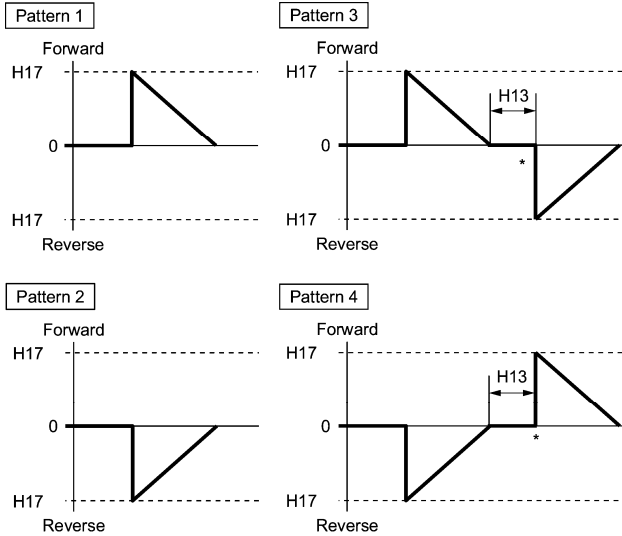 Pattern 1
Forward
H17
0
H17
Reverse
Pattern 3
Forward
H17
H13
0
*
H17
Reverse
Pattern 2
Forward
H17
0
H17
Reverse
Pattern 4
Forward
H17
H13
0
*
H17
Reverse